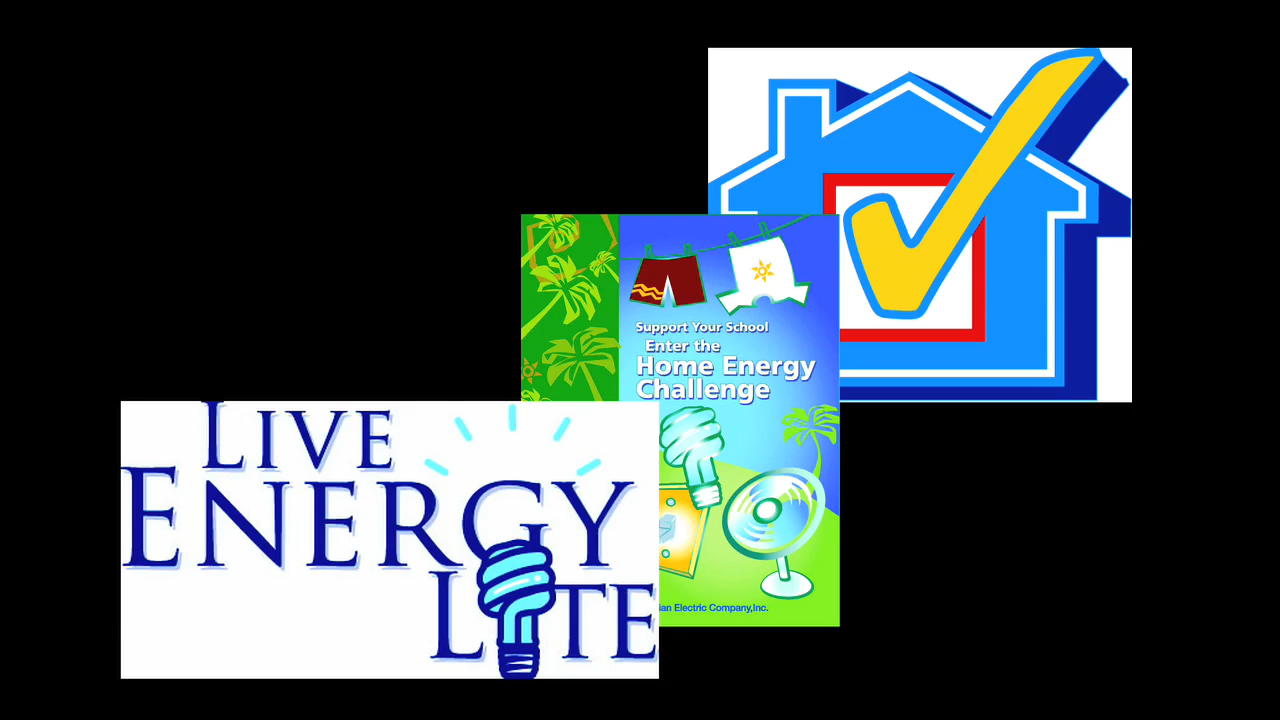 Support Your School
Enter the
Home Energy
Challenge
Electric Company,Inc.
LIVE
ENERGY
LITE